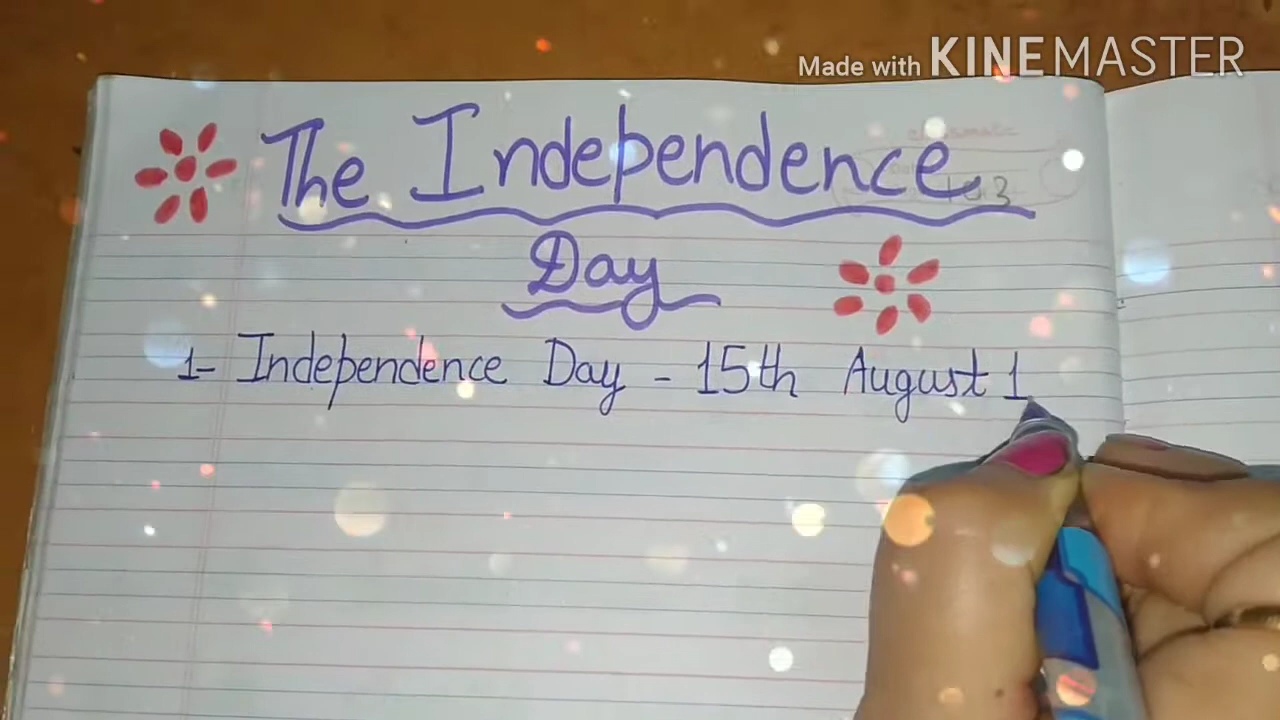 Made with KINEMASTER
The Independence
Day
1- Independence Day - 15th August 1